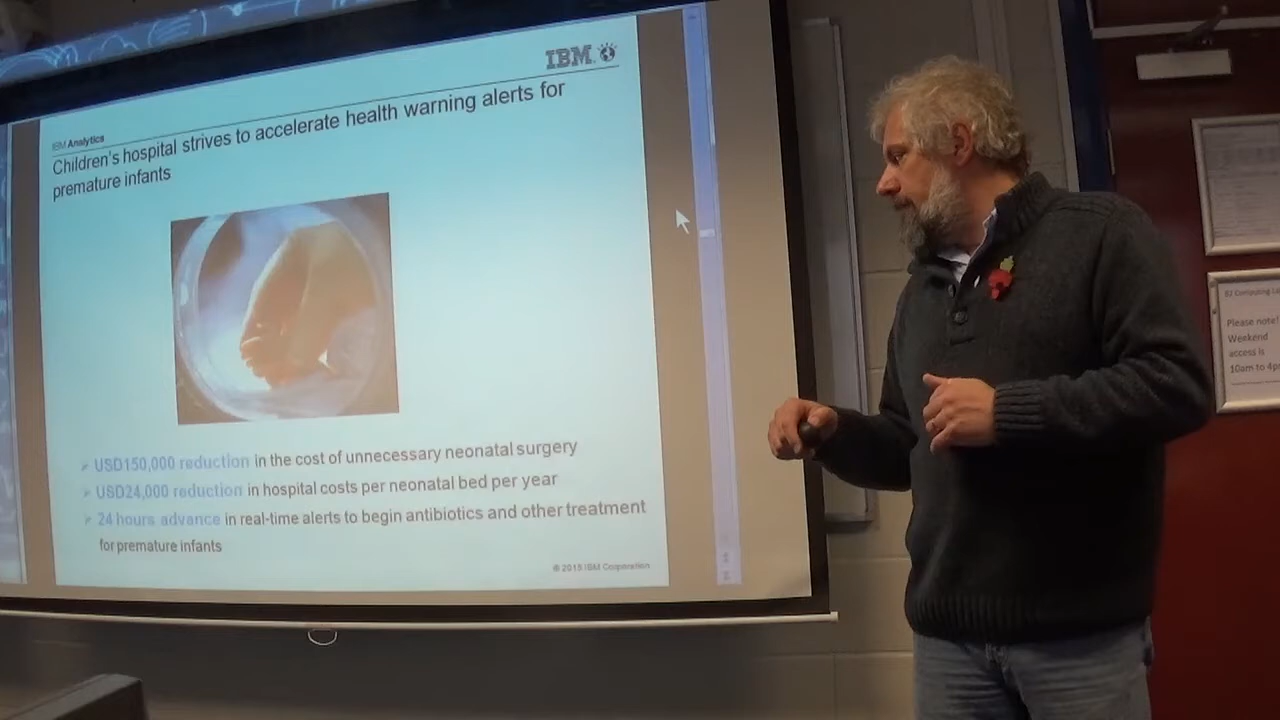 IBM
IBM Analytics
Children's hospital strives to accelerate health warning alerts for
premature infants
USD150,000 reduction in the cost of unnecessary neonatal surgery
USD24,000 reduction in hospital costs per neonatal bed per year
24 hours advance in real-time alerts to begin antibiotics and other treatment
for premature infants
© 2015 IBM Corporation
Computing
Please note!
Weekend
access is
10am to 4p